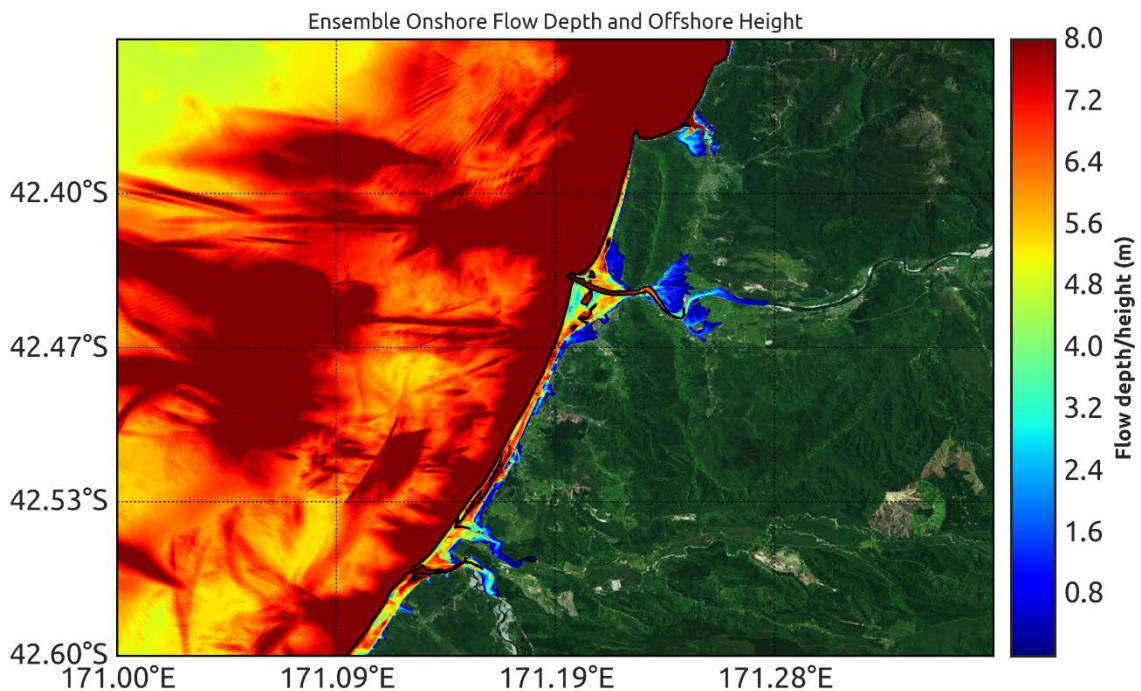 Ensemble Onshore Flow Depth and Offshore Height
42.40°S
42.47°S
42.53°S
42.60°S
171.00°E
171.09°E
171.19°E
171.28°E
8.0
7.2
6.4
5.6
4.8
4.0
3.2
2.4
1.6
0.8
Flow depth/height (m)